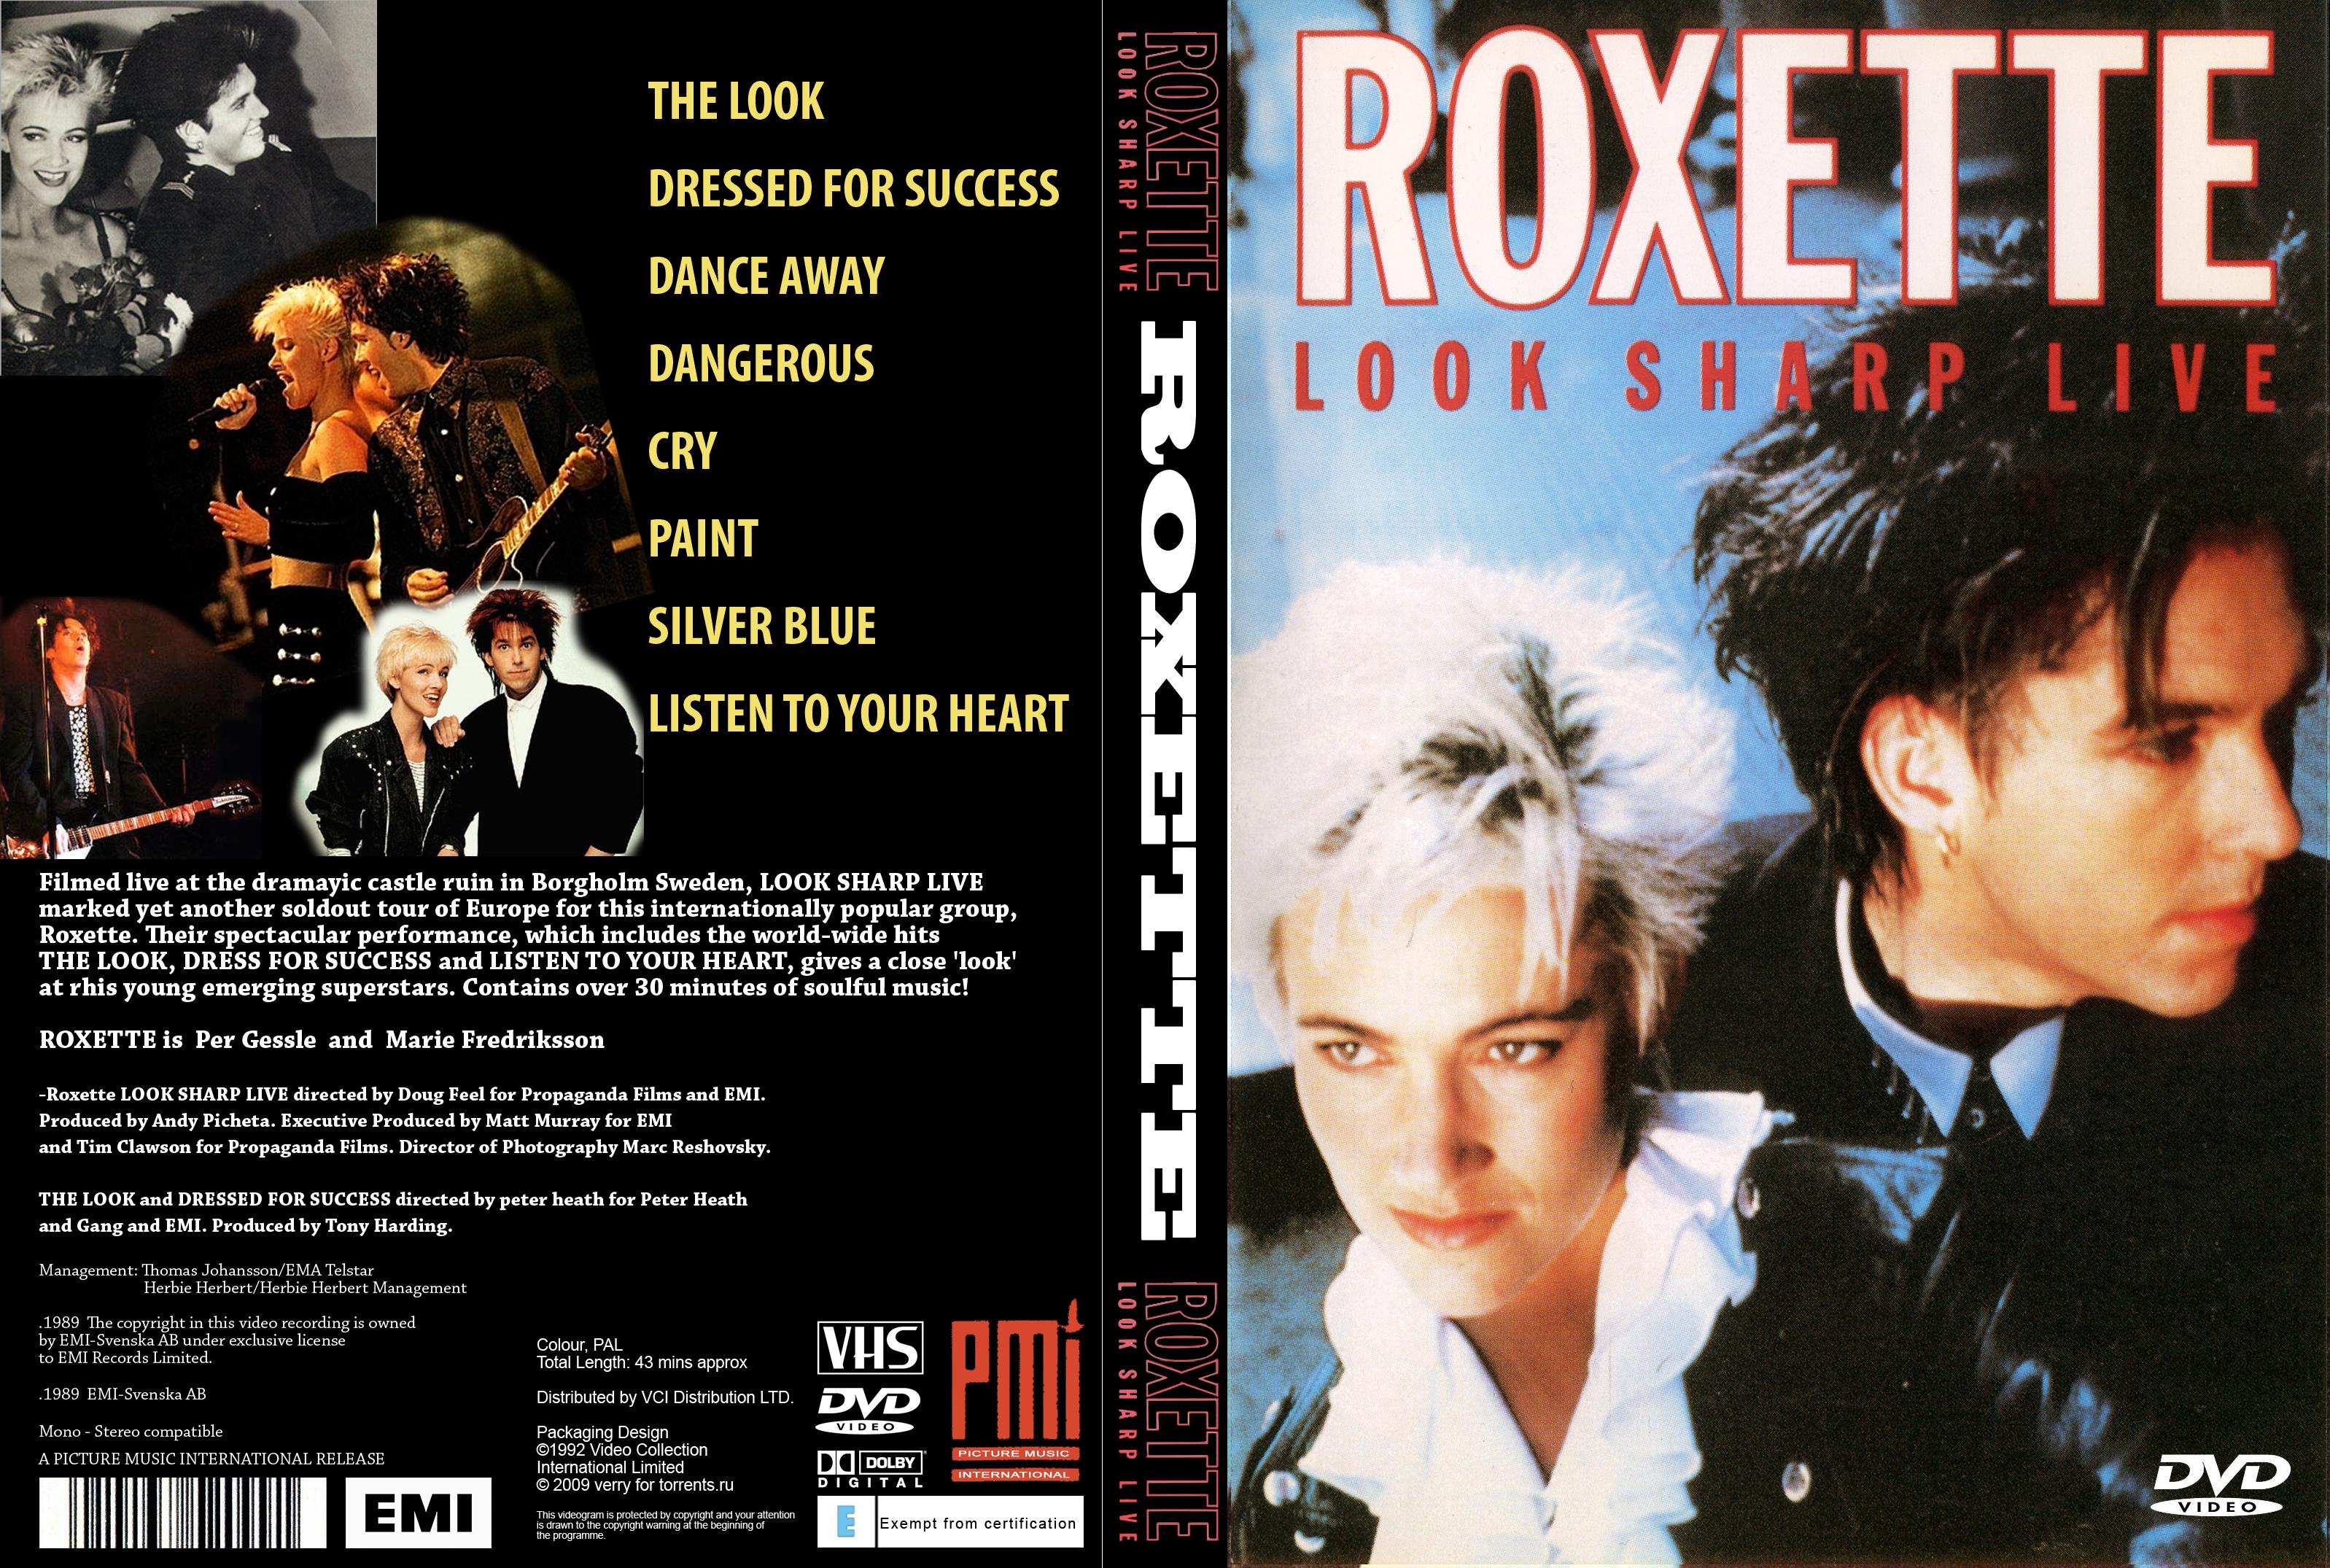 THE LOOK
DRESSED FOR SUCCESS
DANCE AWAY
DANGEROUS
CRY
PAINT
SILVER BLUE
LISTEN TO YOUR HEART
Filmed live at the dramayic castle ruin in Borgholm Sweden, LOOK SHARP LIVE
marked yet another soldout tour of Europe for this internationally popular group,
Roxette. Their spectacular performance, which includes the world-wide hits
THE LOOK, DRESS FOR SUCCESS and LISTEN TO YOUR HEART, gives a close 'look'
at rhis young emerging superstars. Contains over 30 minutes of soulful music!
ROXETTE is Per Gessle and Marie Fredriksson
-Roxette LOOK SHARP LIVE directed by Doug Feel for Propaganda Films and EMI.
Produced by Andy Picheta. Executive Produced by Matt Murray for EMI
and Tim Clawson for Propaganda Films. Director of Photography Marc Reshovsky.
THE LOOK and DRESSED FOR SUCCESS directed by peter heath for Peter Heath
and Gang and EMI. Produced by Tony Harding.
Management: Thomas Johansson/EMA Telstar
Herbie Herbert/Herbie Herbert Management
.1989 The copyright in this video recording is owned
by EMI-Svenska AB under exclusive license
to EMI Records Limited.
.1989 EMI-Svenska AB
Mono - Stereo compatible
A PICTURE MUSIC INTERNATIONAL RELEASE
EMI
Colour, PAL
Total Length: 43 mins approx
Distributed by VCI Distribution LTD.
Packaging Design
©1992 Video Collection
International Limited
© 2009 verry for torrents.ru
This videogram is protected by copyright and your attention
is drawn to the copyright warning at the beginning of
the programme.
VHS
DVD
VIDEO
DOLBY
DIGITAL
PMi
PICTURE MUSIC
INTERNATIONAL
E
Exempt from certification
ROXETTE
LOOK SHARP LIVE
ROXETTE
ROXETTE
LOOK SHARP LIVE
ROXETTE
LOOK SHARP LIVE
DVD
VIDEO